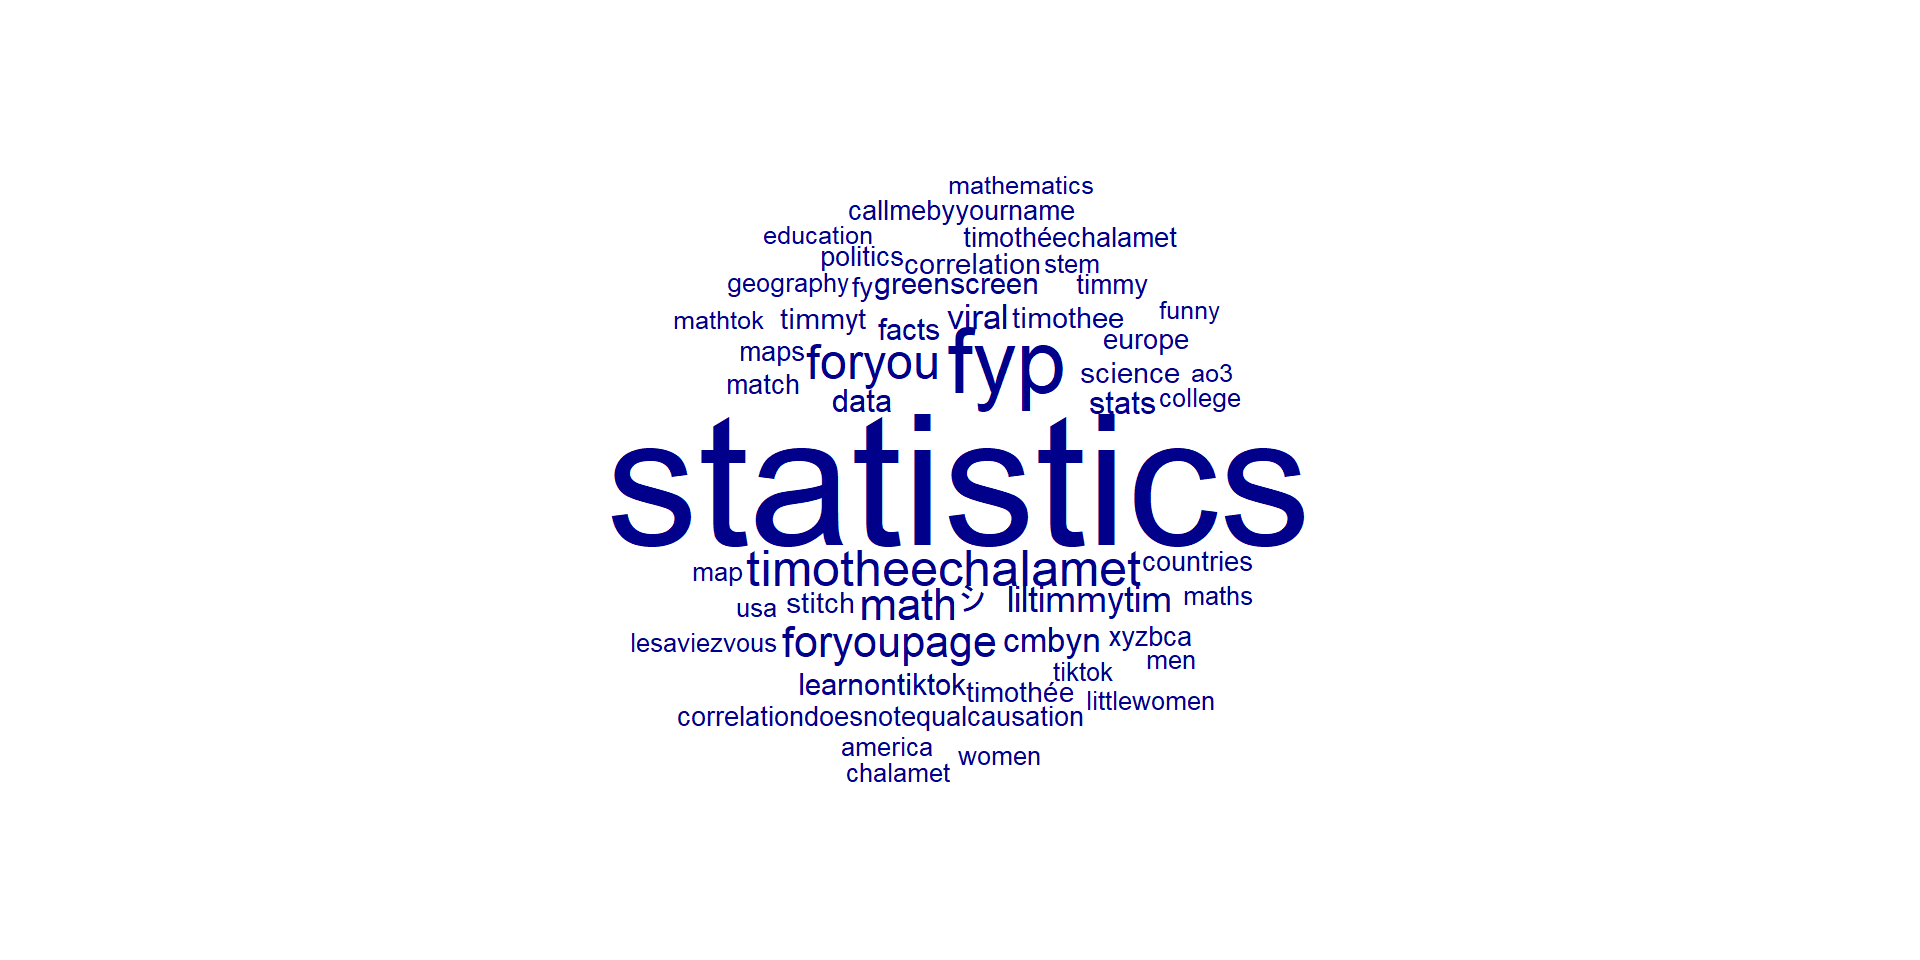 mathematics
callmebyyourname
education timothéechalamet
politics correlation stem
geography fy greenscreen timmy
mathtok timmyt facts viral timothee funny
maps foryou fyp europe
match science ao3
data stats college
statistics
map timotheechalamet countries
usa stitch math シ liltimmytim maths
lesaviezvous foryoupage cmbyn xyzbca
men
tiktok
learnontiktok timothée littlewomen
correlationdoesnotequalcausation
america women
chalamet